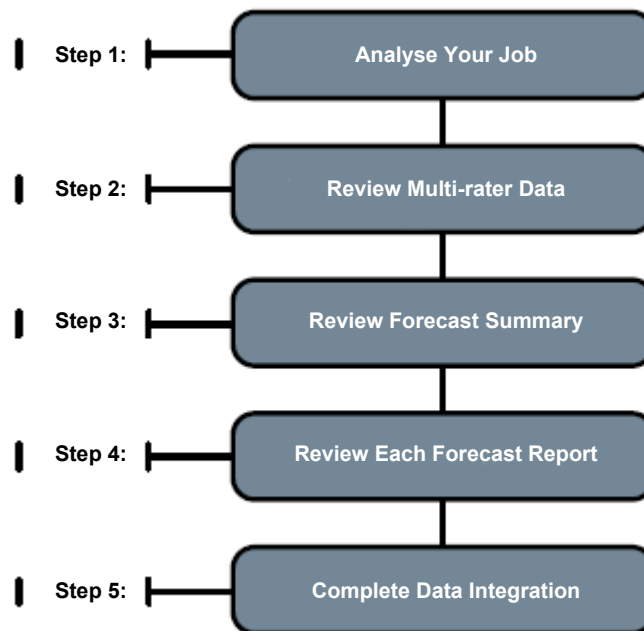 Step 1: Analyse Your Job
Step 2: Review Multi-rater Data
Step 3: Review Forecast Summary
Step 4: Review Each Forecast Report
Step 5: Complete Data Integration